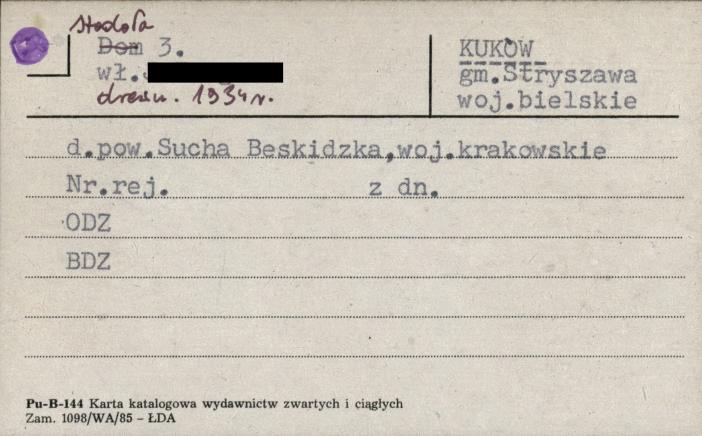 stodoła
Dom 3.
wł.
drewn. 1934 r.
KUKÓW
gm.Stryszawa
woj.bielskie
d.pow.Sucha Beskidzka,woj.krakowskie
Nr.rej. z dn.
ODZ
BDZ
Pu-B-144 Karta katalogowa wydawnictw zwartych i ciągłych
Zam. 1098/WA/85 – ŁDA